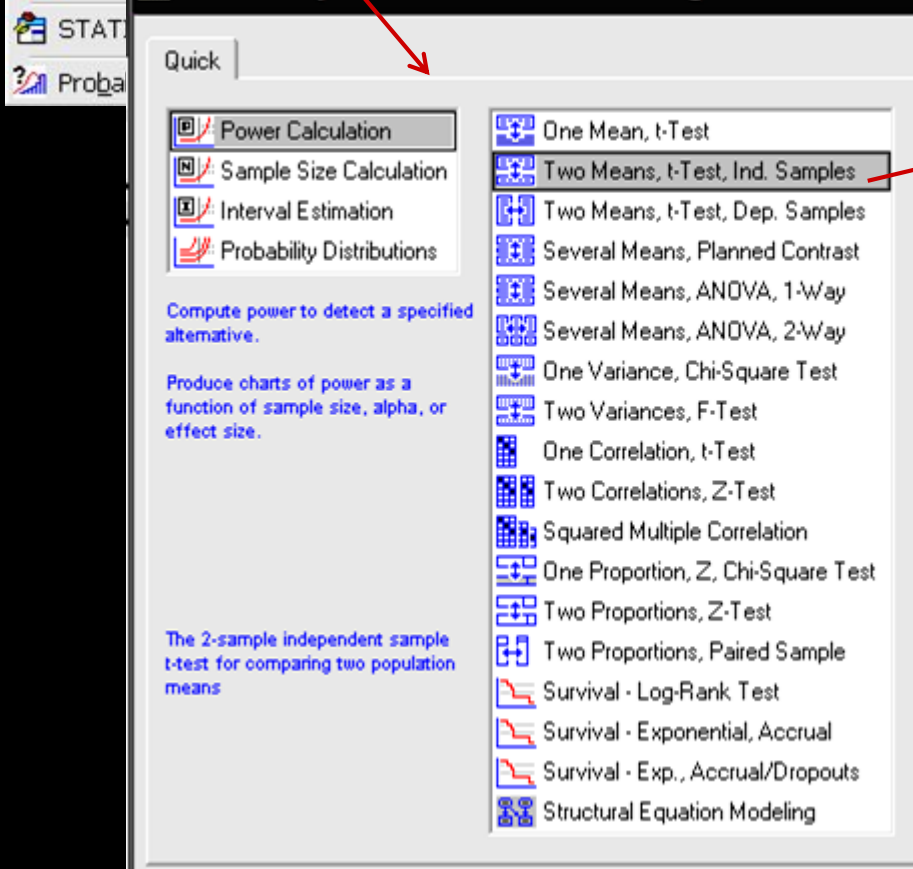 STATI
Proba
Quick
Power Calculation
Sample Size Calculation
Interval Estimation
Probability Distributions
Compute power to detect a specified
alternative.
Produce charts of power as a
function of sample size, alpha, or
effect size.
The 2-sample independent sample
t-test for comparing two population
means
One Mean, t-Test
Two Means, t-Test, Ind. Samples
Two Means, t-Test, Dep. Samples
Several Means, Planned Contrast
Several Means, ANOVA, 1-Way
Several Means, ANOVA, 2-Way
One Variance, Chi-Square Test
Two Variances, F-Test
One Correlation, t-Test
Two Correlations, Z-Test
Squared Multiple Correlation
One Proportion, Z, Chi-Square Test
Two Proportions, Z-Test
Two Proportions, Paired Sample
Survival - Log-Rank Test
Survival - Exponential, Accrual
Survival - Exp., Accrual/Dropouts
Structural Equation Modeling